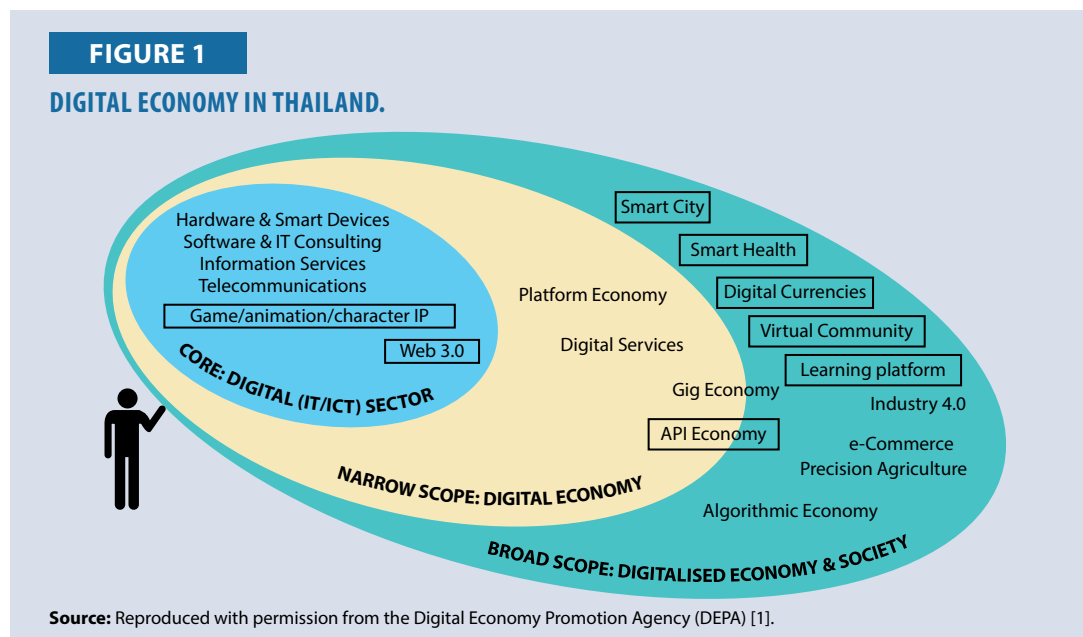 FIGURE 1
DIGITAL ECONOMY IN THAILAND.
Hardware & Smart Devices
Software & IT Consulting
Information Services
Telecommunications
Game/animation/character IP
Web 3.0
CORE: DIGITAL (IT/ICT) SECTOR
Platform Economy
Digital Services
Gig Economy
API Economy
NARROW SCOPE: DIGITAL ECONOMY
Smart City
Smart Health
Digital Currencies
Virtual Community
Learning platform
Industry 4.0
e-Commerce
Precision Agriculture
Algorithmic Economy
BROAD SCOPE: DIGITALISED ECONOMY & SOCIETY
Source: Reproduced with permission from the Digital Economy Promotion Agency (DEPA) [1].